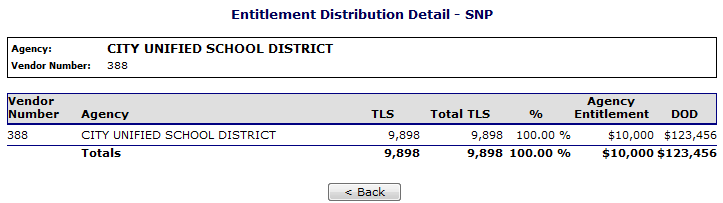 Entitlement Distribution Detail - SNP
Agency: CITY UNIFIED SCHOOL DISTRICT
Vendor Number: 388
Vendor Number Agency TLS Total TLS % Agency Entitlement DOD
388 CITY UNIFIED SCHOOL DISTRICT 9,898 9,898 100.00 % $10,000 $123,456
Totals 9,898 9,898 100.00 % $10,000 $123,456
< Back